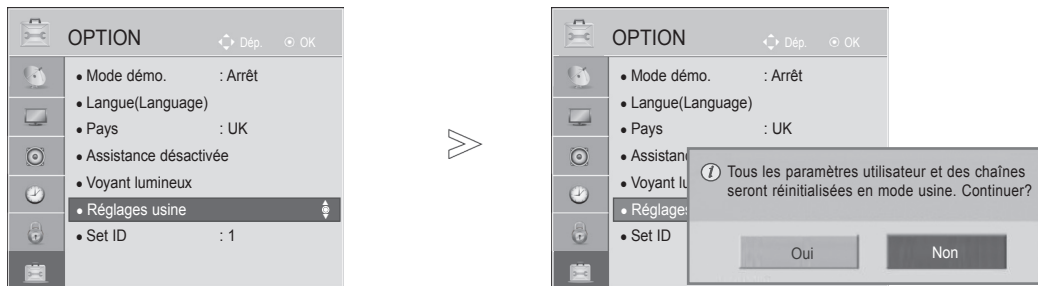 OPTION Dép. OK
• Mode démo. : Arrêt
• Langue(Language)
• Pays : UK
• Assistance désactivée
• Voyant lumineux
• Réglages usine
• Set ID : 1
OPTION Dép. OK
• Mode démo. : Arrêt
• Langue(Language)
• Pays : UK
• Assistan
• Voyant lu
• Réglages
• Set ID
Tous les paramètres utilisateur et des chaînes
seront réinitialisées en mode usine. Continuer?
Oui Non